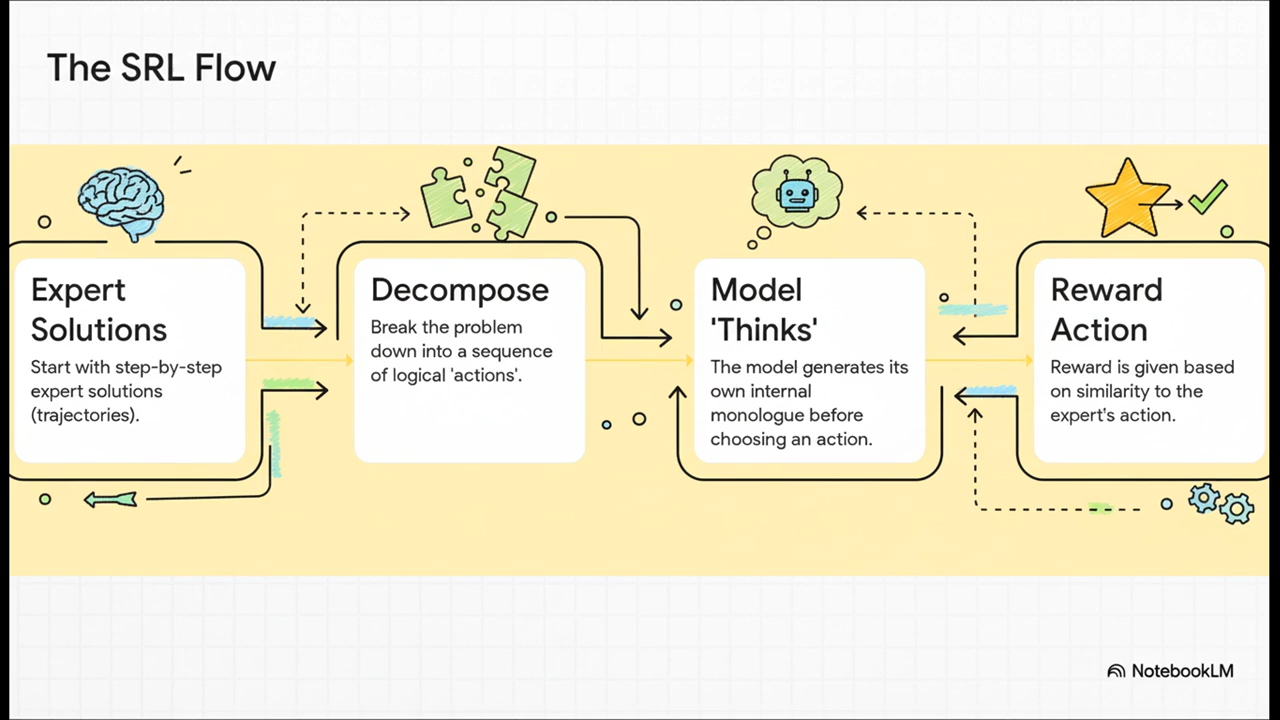 The SRL Flow
Expert
Solutions
Start with step-by-step
expert solutions
(trajectories).
Decompose
Break the problem
down into a sequence
of logical 'actions'.
Model
'Thinks'
The model generates its
own internal
monologue before
choosing an action.
Reward
Action
Reward is given based
on similarity to the
expert's action.
NotebookLM